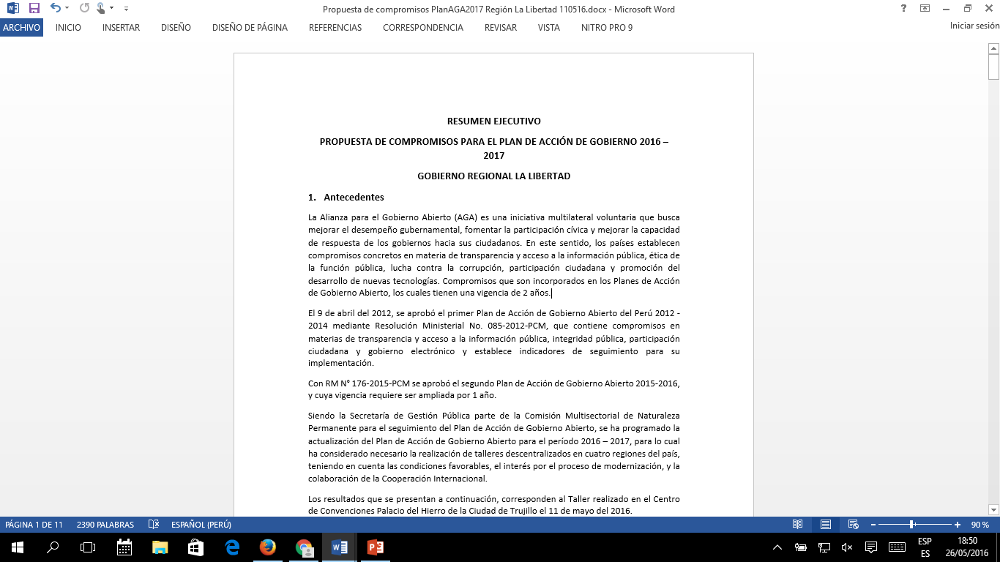 Propuesta de compromisos PlanAGA2017 Región La Libertad 110516.docx - Microsoft Word
ARCHIVO INICIO INSERTAR DISEÑO DISEÑO DE PÁGINA REFERENCIAS CORRESPONDENCIA REVISAR VISTA NITRO PRO 9 Iniciar sesión
RESUMEN EJECUTIVO
PROPUESTA DE COMPROMISOS PARA EL PLAN DE ACCIÓN DE GOBIERNO 2016 –
2017
GOBIERNO REGIONAL LA LIBERTAD
1. Antecedentes
La Alianza para el Gobierno Abierto (AGA) es una iniciativa multilateral voluntaria que busca
mejorar el desempeño gubernamental, fomentar la participación cívica y mejorar la capacidad
de respuesta de los gobiernos hacia sus ciudadanos. En este sentido, los países establecen
compromisos concretos en materia de transparencia y acceso a la información pública, ética de
la función pública, lucha contra la corrupción, participación ciudadana y promoción del
desarrollo de nuevas tecnologías. Compromisos que son incorporados en los Planes de Acción
de Gobierno Abierto, los cuales tienen una vigencia de 2 años.
El 9 de abril del 2012, se aprobó el primer Plan de Acción de Gobierno Abierto del Perú 2012 -
2014 mediante Resolución Ministerial No. 085-2012-PCM, que contiene compromisos en
materias de transparencia y acceso a la información pública, integridad pública, participación
ciudadana y gobierno electrónico y establece indicadores de seguimiento para su
implementación.
Con RM N° 176-2015-PCM se aprobó el segundo Plan de Acción de Gobierno Abierto 2015-2016,
y cuya vigencia requiere ser ampliada por 1 año.
Siendo la Secretaría de Gestión Pública parte de la Comisión Multisectorial de Naturaleza
Permanente para el seguimiento del Plan de Acción de Gobierno Abierto, se ha programado la
actualización del Plan de Acción de Gobierno Abierto para el período 2016 – 2017, para lo cual
ha considerado necesario la realización de talleres descentralizados en cuatro regiones del país,
teniendo en cuenta las condiciones favorables, el interés por el proceso de modernización, y la
colaboración de la Cooperación Internacional.
Los resultados que se presentan a continuación, corresponden al Taller realizado en el Centro
de Convenciones Palacio del Hierro de la Ciudad de Trujillo el 11 de mayo del 2016.
PÁGINA 1 DE 11 2390 PALABRAS ESPAÑOL (PERÚ) 90 %
ESP 18:50
ES 26/05/2016